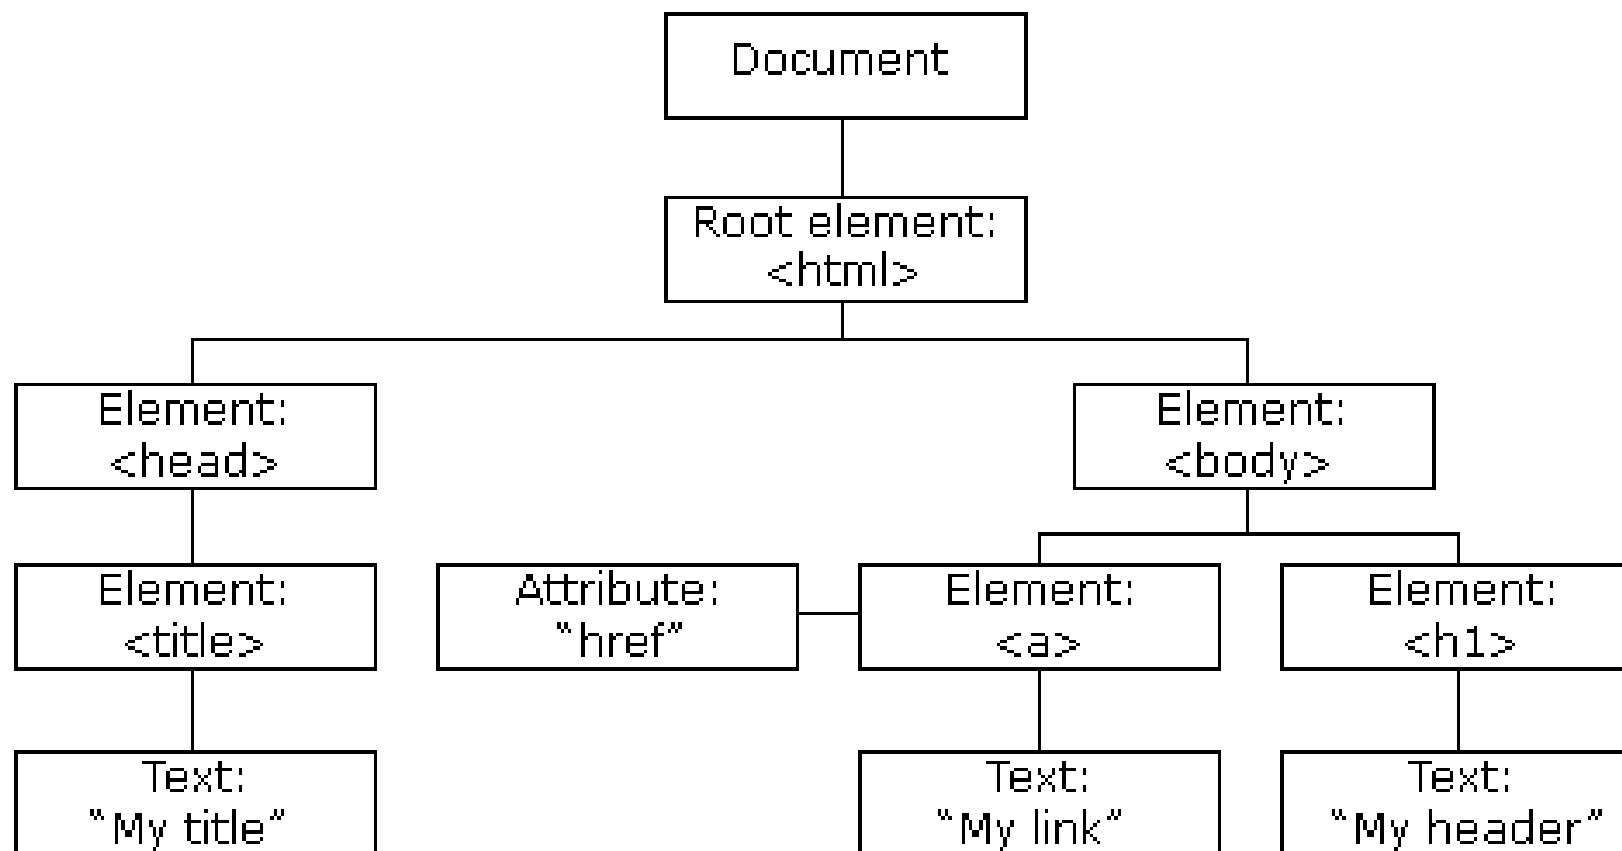 Document
Root element:
<html>
Element:
<head>
Element:
<body>
Element:
<title>
Attribute:
“href”
Element:
<a>
Element:
<h1>
Text:
“My title”
Text:
“My link”
Text:
“My header”